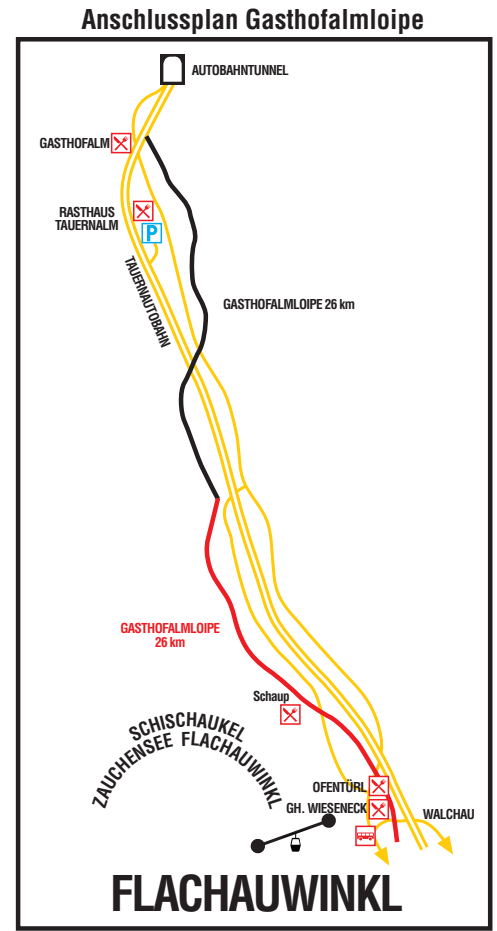 Anschlussplan Gasthofalmloipe
AUTOBAHNTUNNEL
GASTHOFALM
RASTHAUS
TAUERNALM
P
TAUERNAUTOBAHN
GASTHOFALMLOIPE 26 km
GASTHOFALMLOIPE
26 km
Schaup
SCHISCHAUKEL
ZAUCHENSEE FLACHAUWINKL
OFENTÜRL
GH. WIESENECK
WALCHAU
FLACHAUWINKL